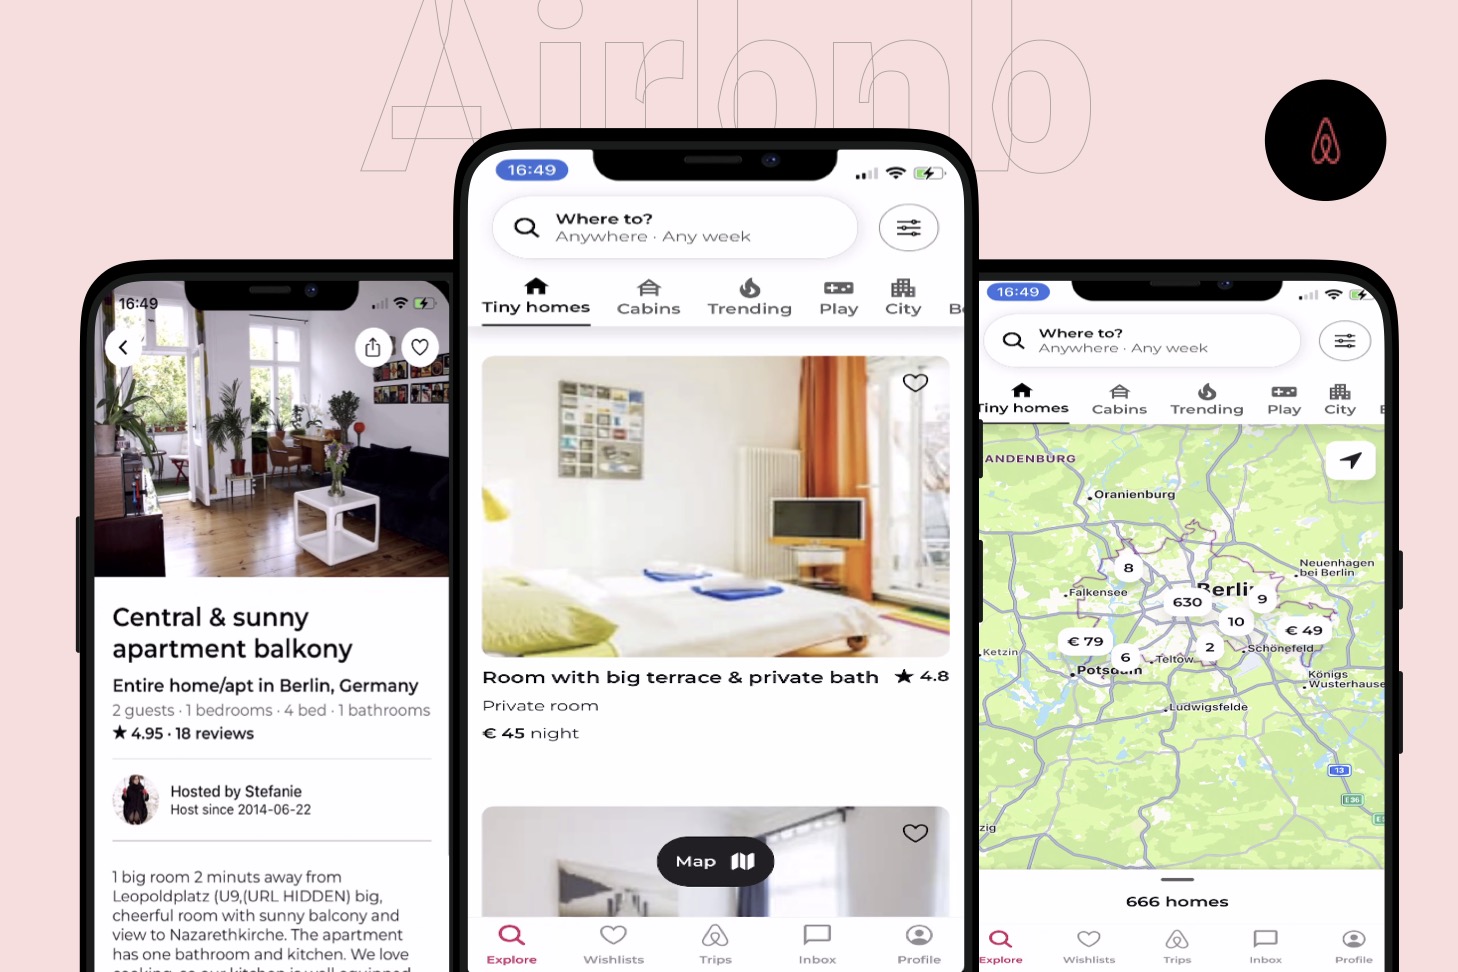 Airbnb
16:49
Central & sunny
apartment balkony
Entire home/apt in Berlin, Germany
2 guests · 1 bedrooms · 4 bed · 1 bathrooms
★ 4.95 · 18 reviews
Hosted by Stefanie
Host since 2014-06-22
1 big room 2 minuts away from
Leopoldplatz (U9,(URL HIDDEN) big,
cheerful room with sunny balcony and
view to Nazarethkirche. The apartment
has one bathroom and kitchen. We love
16:49
Where to?
Anywhere · Any week
Tiny homes Cabins Trending Play City
Room with big terrace & private bath ★ 4.8
Private room
€ 45 night
Map
Explore Wishlists Trips Inbox Profile
16:49
Where to?
Anywhere · Any week
Tiny homes Cabins Trending Play City
ANDENBURG
Oranienburg
Neuenhagen
bei Berlin
8
Falkensee
Berlin
9
630
10
€ 49
€ 79
Ketzin
6
Teltow
2
Schönefeld
Potsdam
Königs
Wusterhause
Ludwigsfelde
13
E36
zig
666 homes
Explore Wishlists Trips Inbox Profile